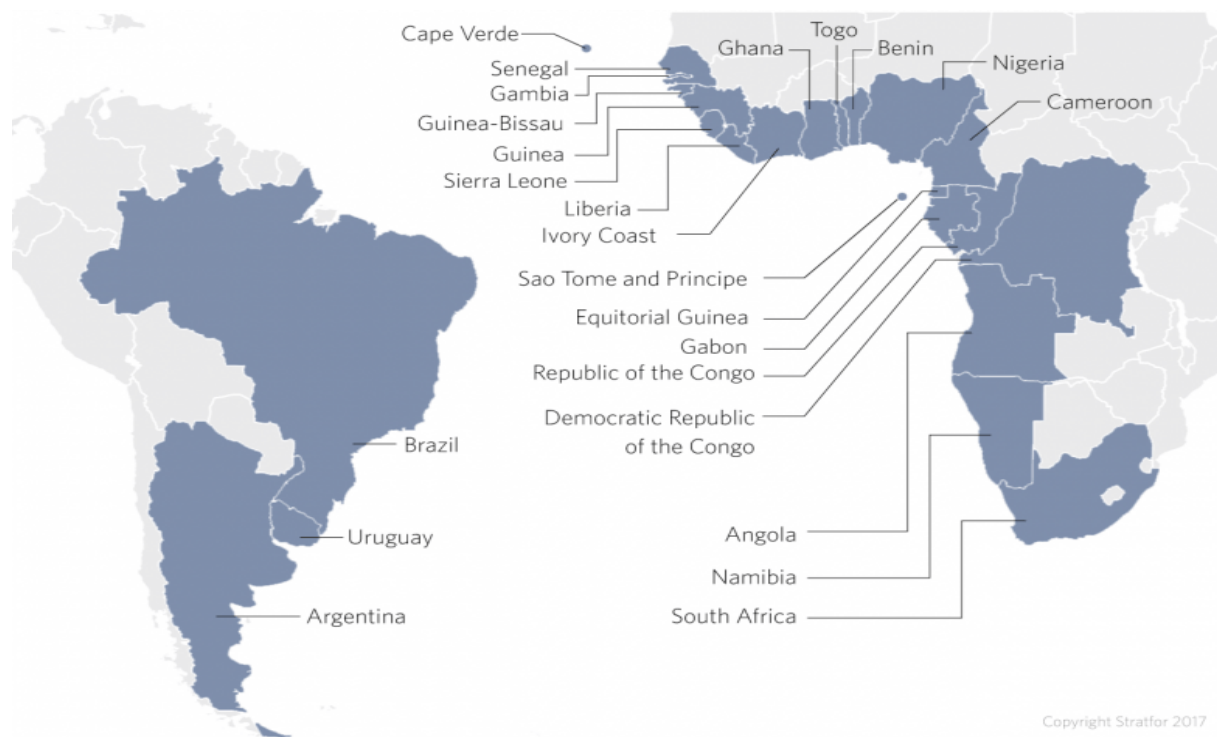 Cape Verde
Senegal
Gambia
Guinea-Bissau
Guinea
Sierra Leone
Liberia
Ivory Coast
Ghana
Togo
Benin
Nigeria
Cameroon
Sao Tome and Principe
Equitorial Guinea
Gabon
Republic of the Congo
Democratic Republic
of the Congo
Angola
Namibia
South Africa
Brazil
Uruguay
Argentina
Copyright Stratfor 2017